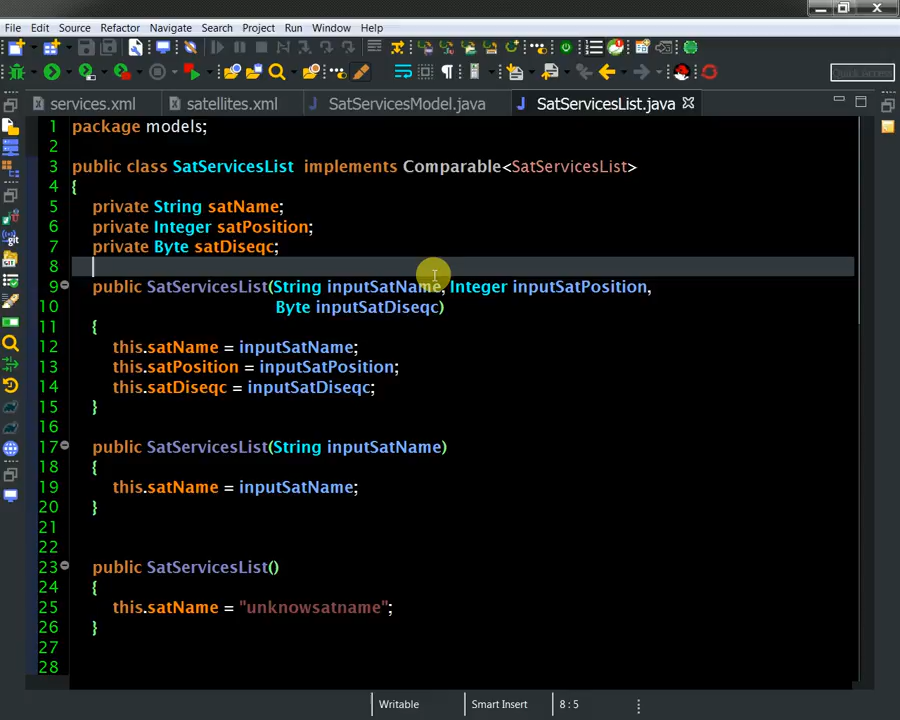 File Edit Source Refactor Navigate Search Project Run Window Help
Quick Access
services.xml satellites.xml SatServicesModel.java SatServicesList.java
1 package models;
2
3 public class SatServicesList implements Comparable<SatServicesList>
4 {
5 private String satName;
6 private Integer satPosition;
7 private Byte satDiseqc;
8
9 public SatServicesList(String inputSatName, Integer inputSatPosition,
10 Byte inputSatDiseqc)
11 {
12 this.satName = inputSatName;
13 this.satPosition = inputSatPosition;
14 this.satDiseqc = inputSatDiseqc;
15 }
16
17 public SatServicesList(String inputSatName)
18 {
19 this.satName = inputSatName;
20 }
21
22
23 public SatServicesList()
24 {
25 this.satName = "unknowsatname";
26 }
27
28
Writable Smart Insert 8 : 5